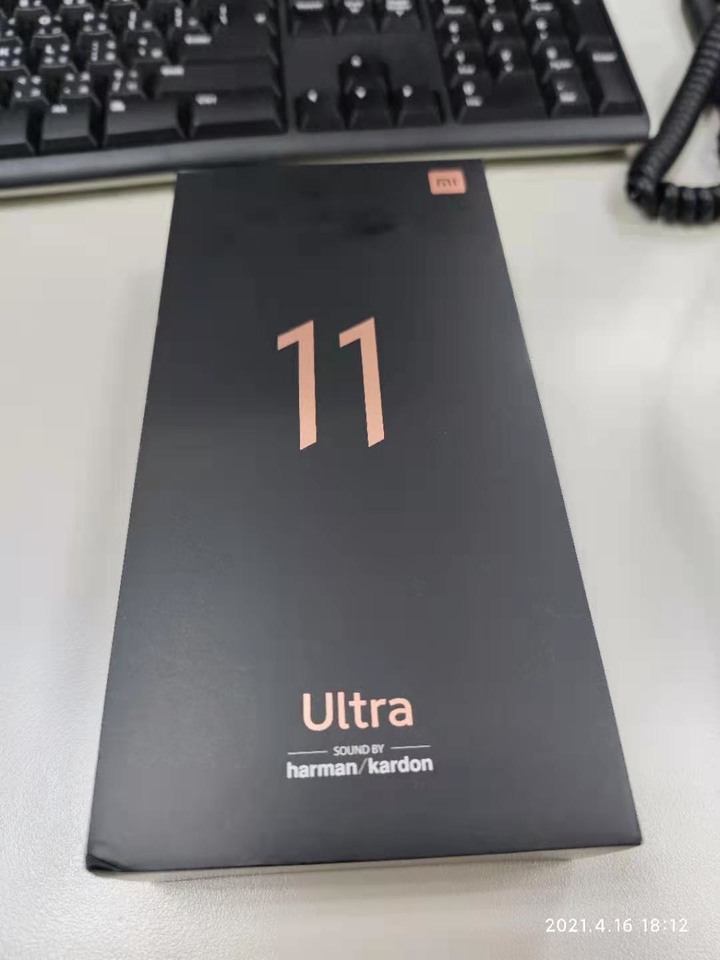 mi
11
Ultra
SOUND BY
harman/kardon
2021.4.16 18:12